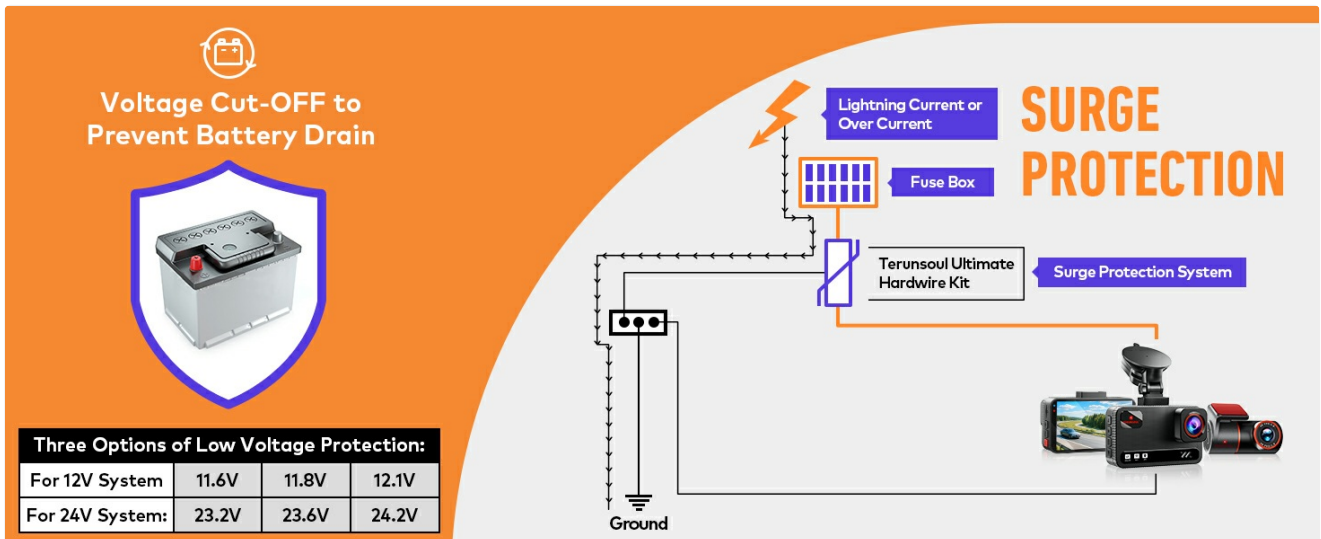 Voltage Cut-OFF to
Prevent Battery Drain
Three Options of Low Voltage Protection:
For 12V System 11.6V 11.8V 12.1V
For 24V System: 23.2V 23.6V 24.2V
SURGE
PROTECTION
Lightning Current or
Over Current
Fuse Box
Terunsoul Ultimate
Hardwire Kit
Surge Protection System
Ground